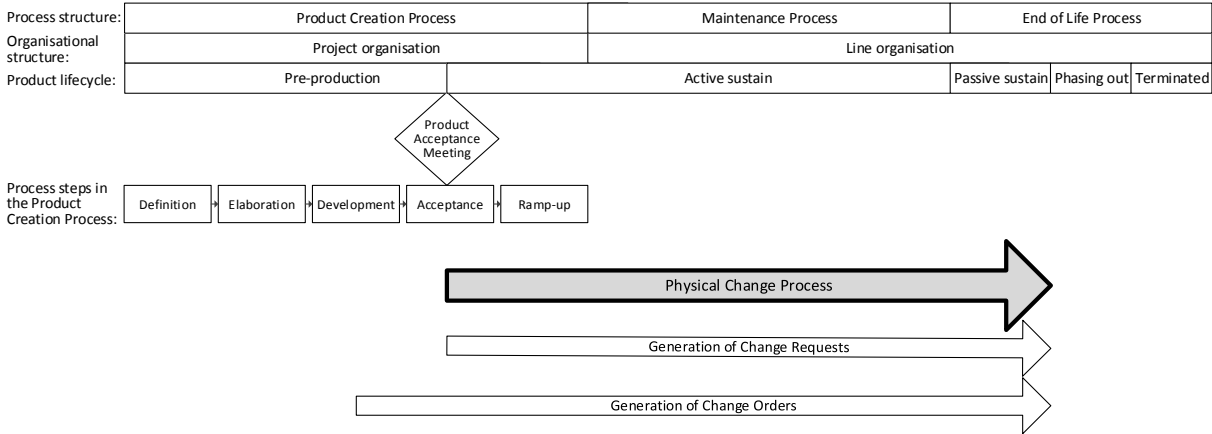 Process structure:
Product Creation Process
Maintenance Process
End of Life Process
Organisational
structure:
Project organisation
Line organisation
Product lifecycle:
Pre-production
Active sustain
Passive sustain
Phasing out
Terminated
Product
Acceptance
Meeting
Process steps in
the Product
Creation Process:
Definition
Elaboration
Development
Acceptance
Ramp-up
Physical Change Process
Generation of Change Requests
Generation of Change Orders